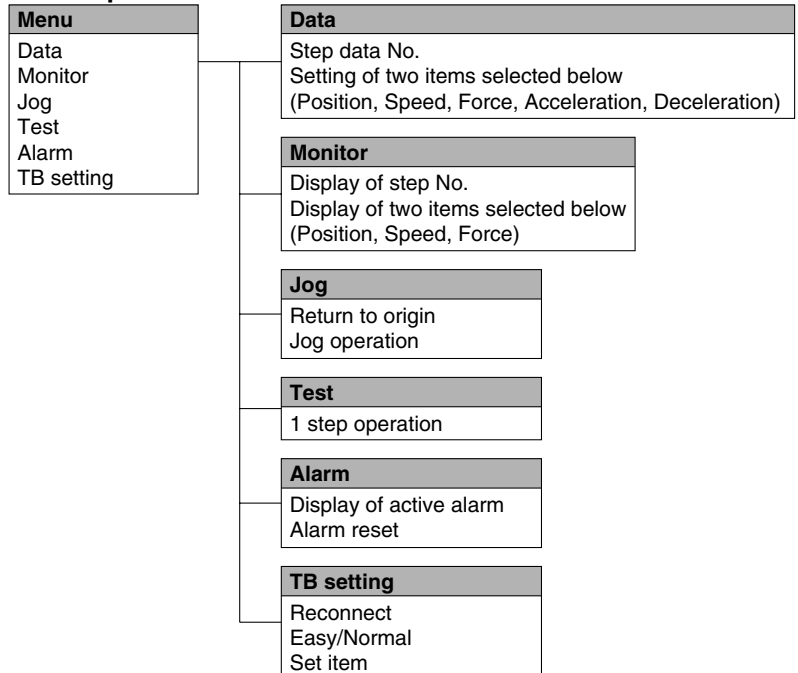 Menu
Data
Monitor
Jog
Test
Alarm
TB setting
Data
Step data No.
Setting of two items selected below
(Position, Speed, Force, Acceleration, Deceleration)
Monitor
Display of step No.
Display of two items selected below
(Position, Speed, Force)
Jog
Return to origin
Jog operation
Test
1 step operation
Alarm
Display of active alarm
Alarm reset
TB setting
Reconnect
Easy/Normal
Set item